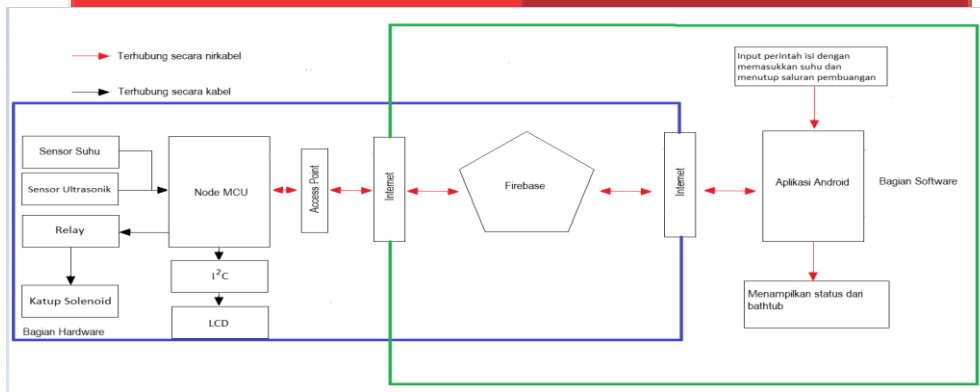 Terhubung secara nirkabel
Terhubung secara kabel
Input perintah isi dengan
memasukkan suhu dan
menutup saluran pembuangan
Sensor Suhu
Sensor Ultrasonik
Relay
Katup Solenoid
Bagian Hardware
Node MCU
I²C
LCD
Access Point
Internet
Firebase
Internet
Aplikasi Android
Bagian Software
Menampilkan status dari
bathtub